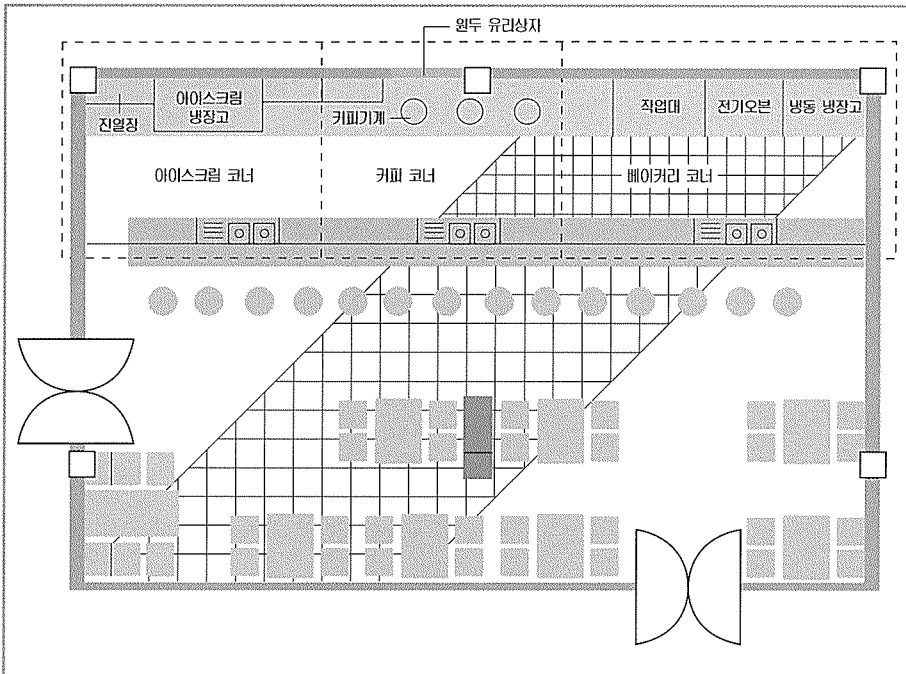 원두 유리상자
아이스크림
냉장고
진열장
커피기계
작업대
전기오븐
냉동 냉장고
아이스크림 코너
커피 코너
베이커리 코너